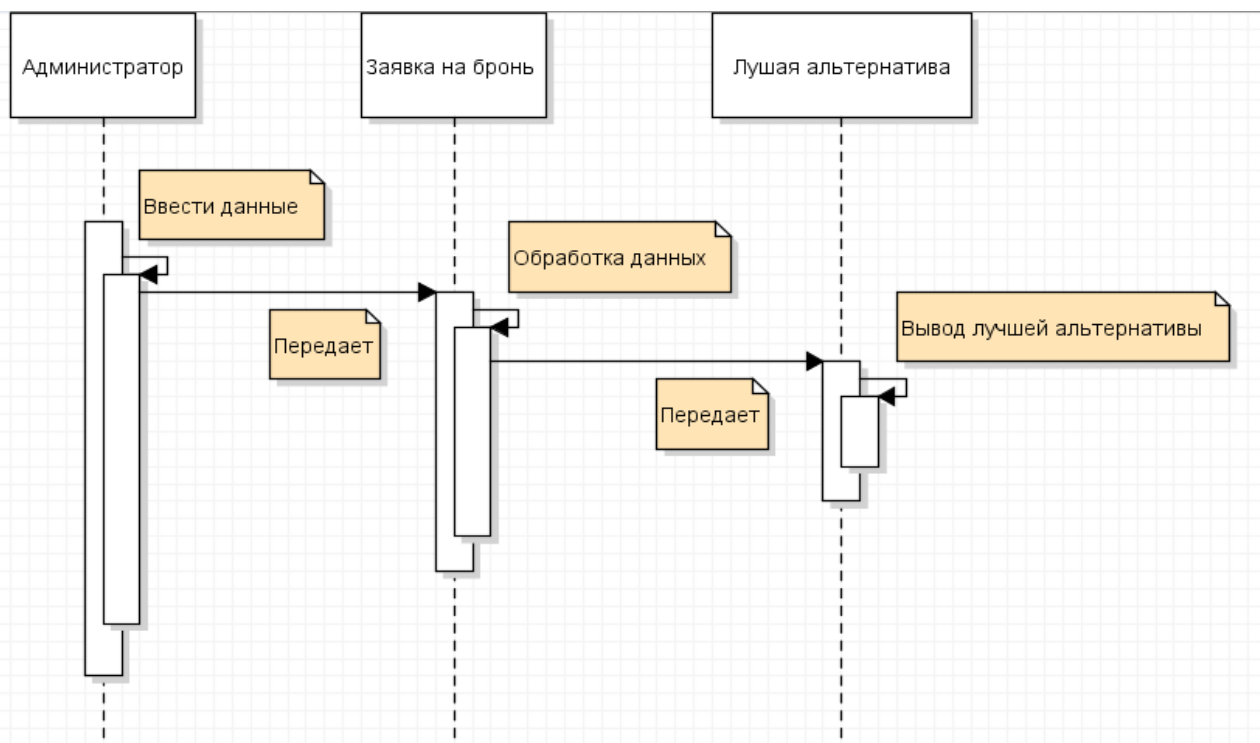 Администратор
Заявка на бронь
Лушая альтернатива
Ввести данные
Обработка данных
Вывод лучшей альтернативы
Передает
Передает